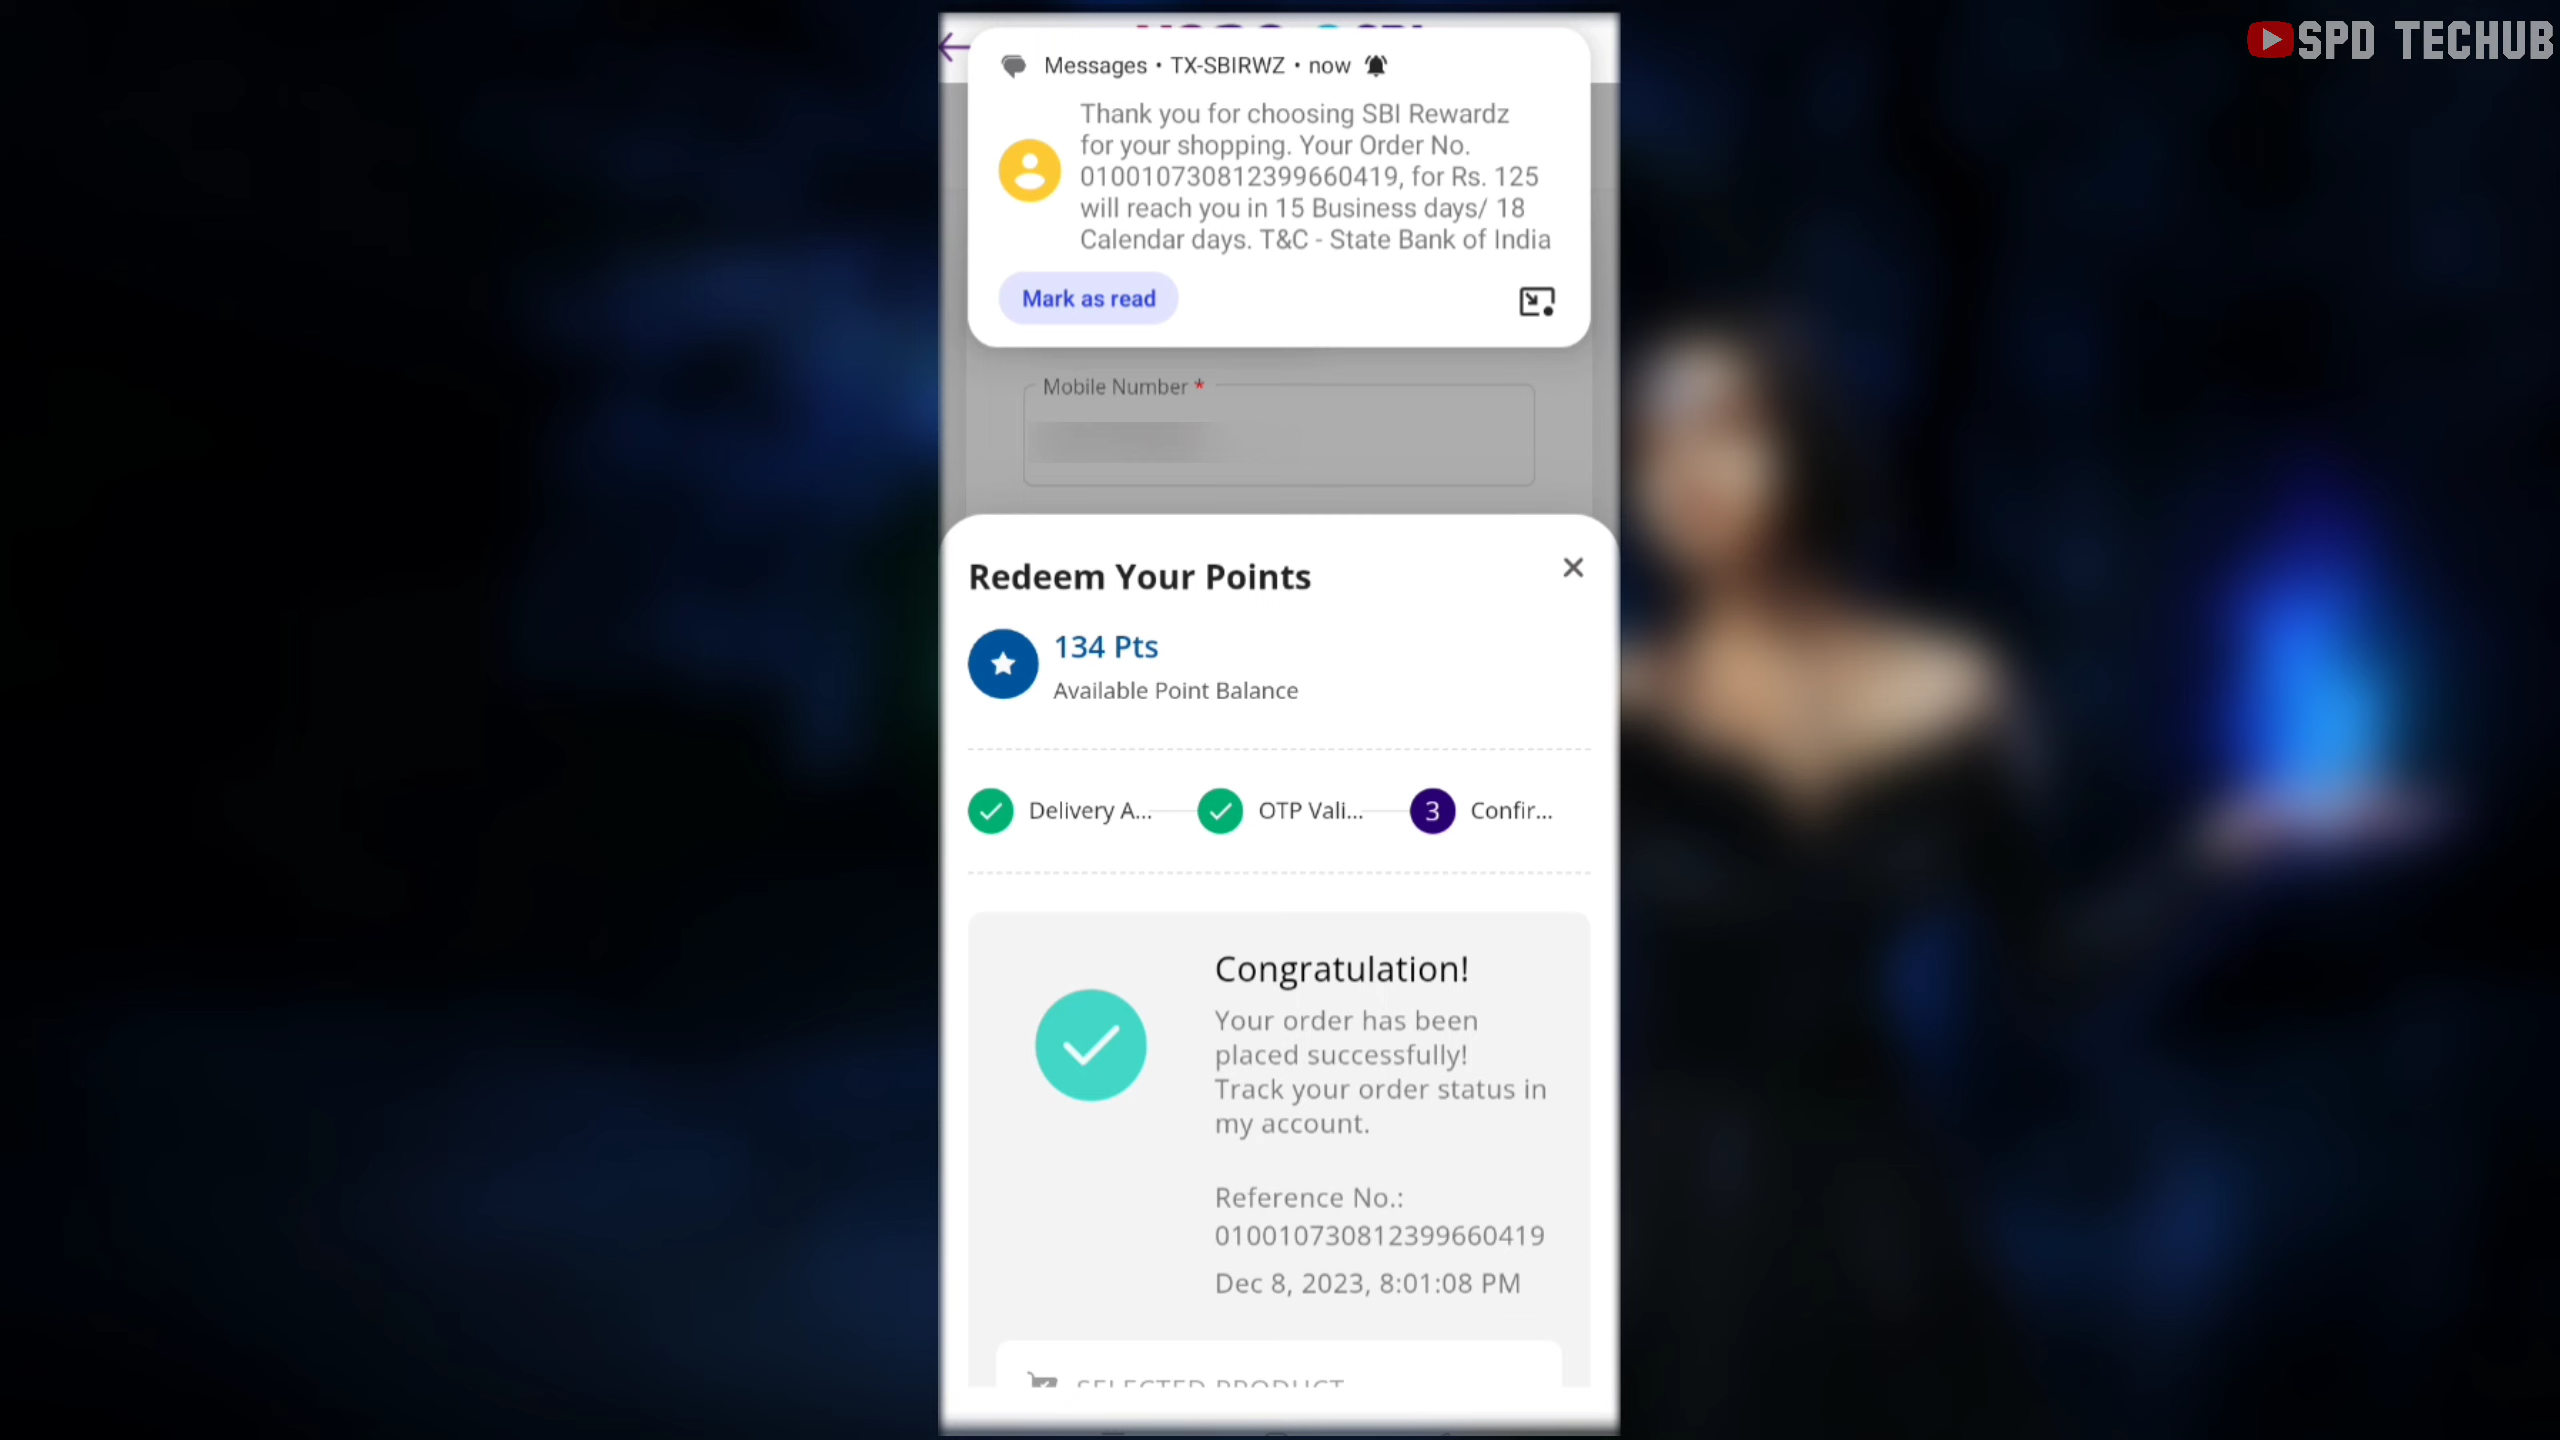 SPD TECHUB
Messages • TX-SBIRWZ • now
Thank you for choosing SBI Rewardz
for your shopping. Your Order No.
010010730812399660419, for Rs. 125
will reach you in 15 Business days/ 18
Calendar days. T&C - State Bank of India
Mark as read
Mobile Number *
Redeem Your Points
134 Pts
Available Point Balance
Delivery A...
OTP Vali...
3 Confir...
Congratulation!
Your order has been
placed successfully!
Track your order status in
my account.
Reference No.:
010010730812399660419
Dec 8, 2023, 8:01:08 PM
SELECTED PRODUCT